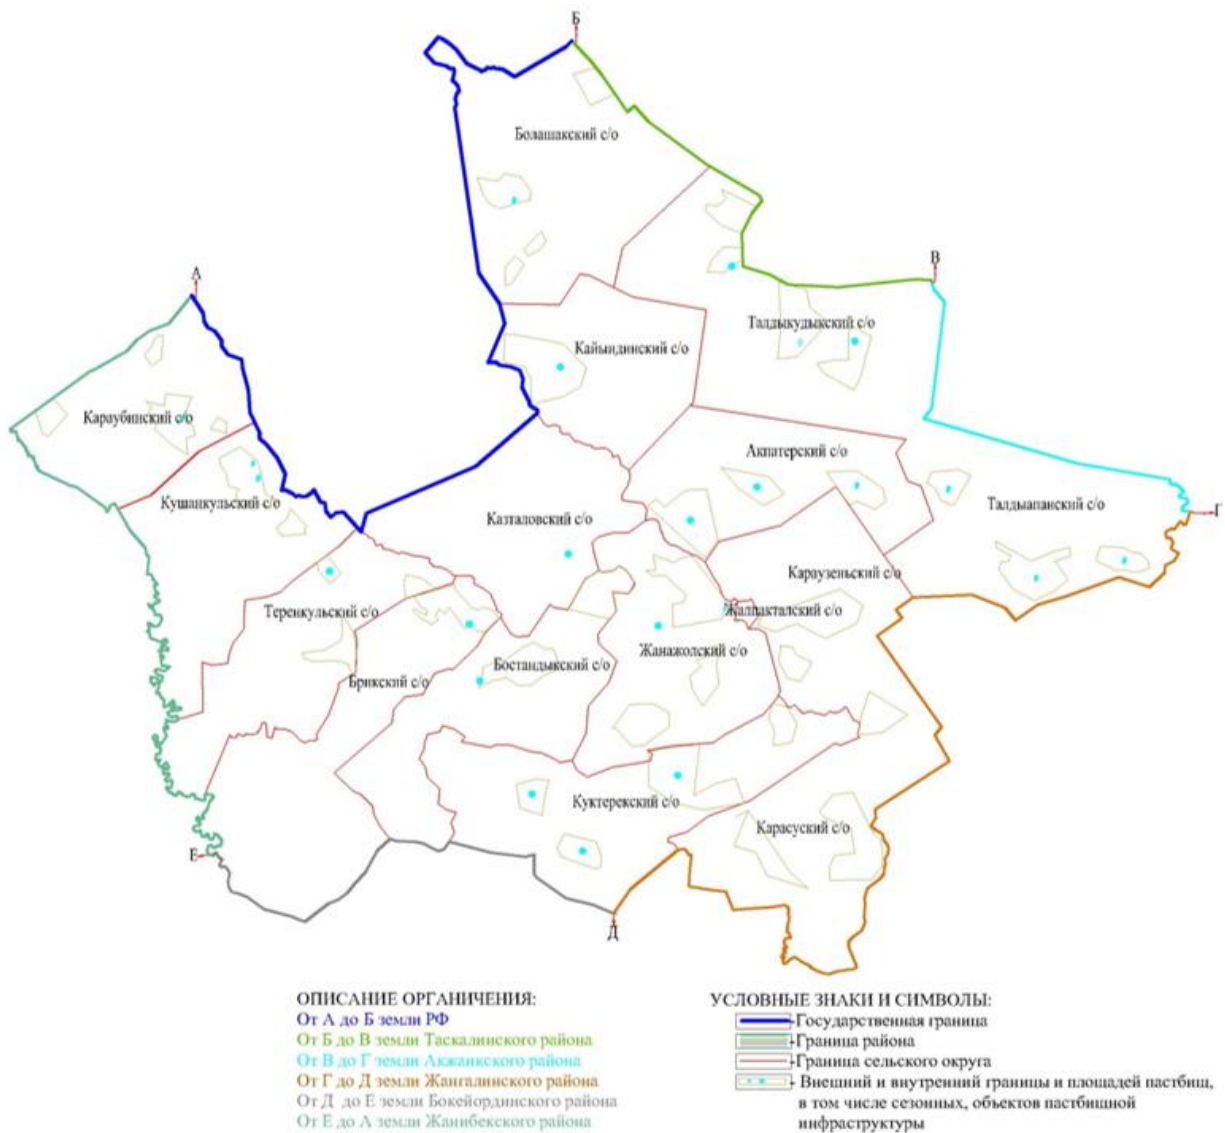 Б
Болашакский с/о
В
А
Талдыкудыкский с/о
Кайындинский с/о
Караубинский с/о
Акпатерский с/о
Кушанкульский с/о
Талдыапанский с/о
Г
Казталовский с/о
Караузеньский с/о
Теренкульский с/о
Жалпакталский с/о
Жанажолский с/о
Бостандыкский с/о
Брикский с/о
Куктерекский с/о
Карасуский с/о
Е
Д
ОПИСАНИЕ ОРГАНИЧЕНИЯ:
От А до Б земли РФ
От Б до В земли Таскалинского района
От В до Г земли Акжаикского района
От Г до Д земли Жангалинского района
От Д до Е земли Бокейординского района
От Е до А земли Жанибекского района
УСЛОВНЫЕ ЗНАКИ И СИМВОЛЫ:
-Государственная граница
-Граница района
-Граница сельского округа
- Внешний и внутренний границы и площадей пастбищ,
в том числе сезонных, объектов пастбищной
инфраструктуры